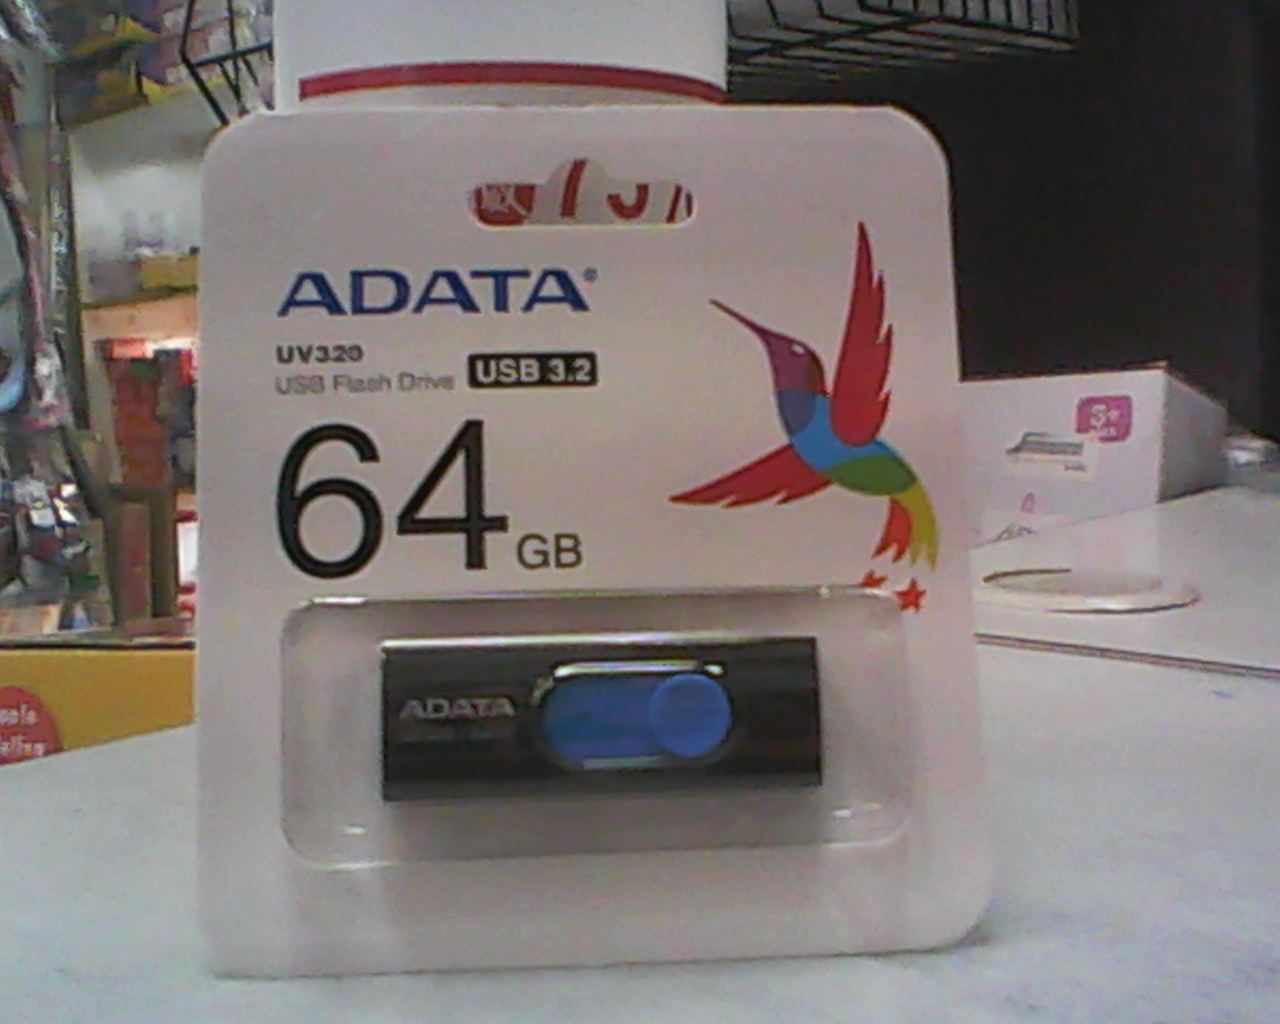 ADATA®
UV320
USB Flash Drive USB 3.2
64 GB
ADATA